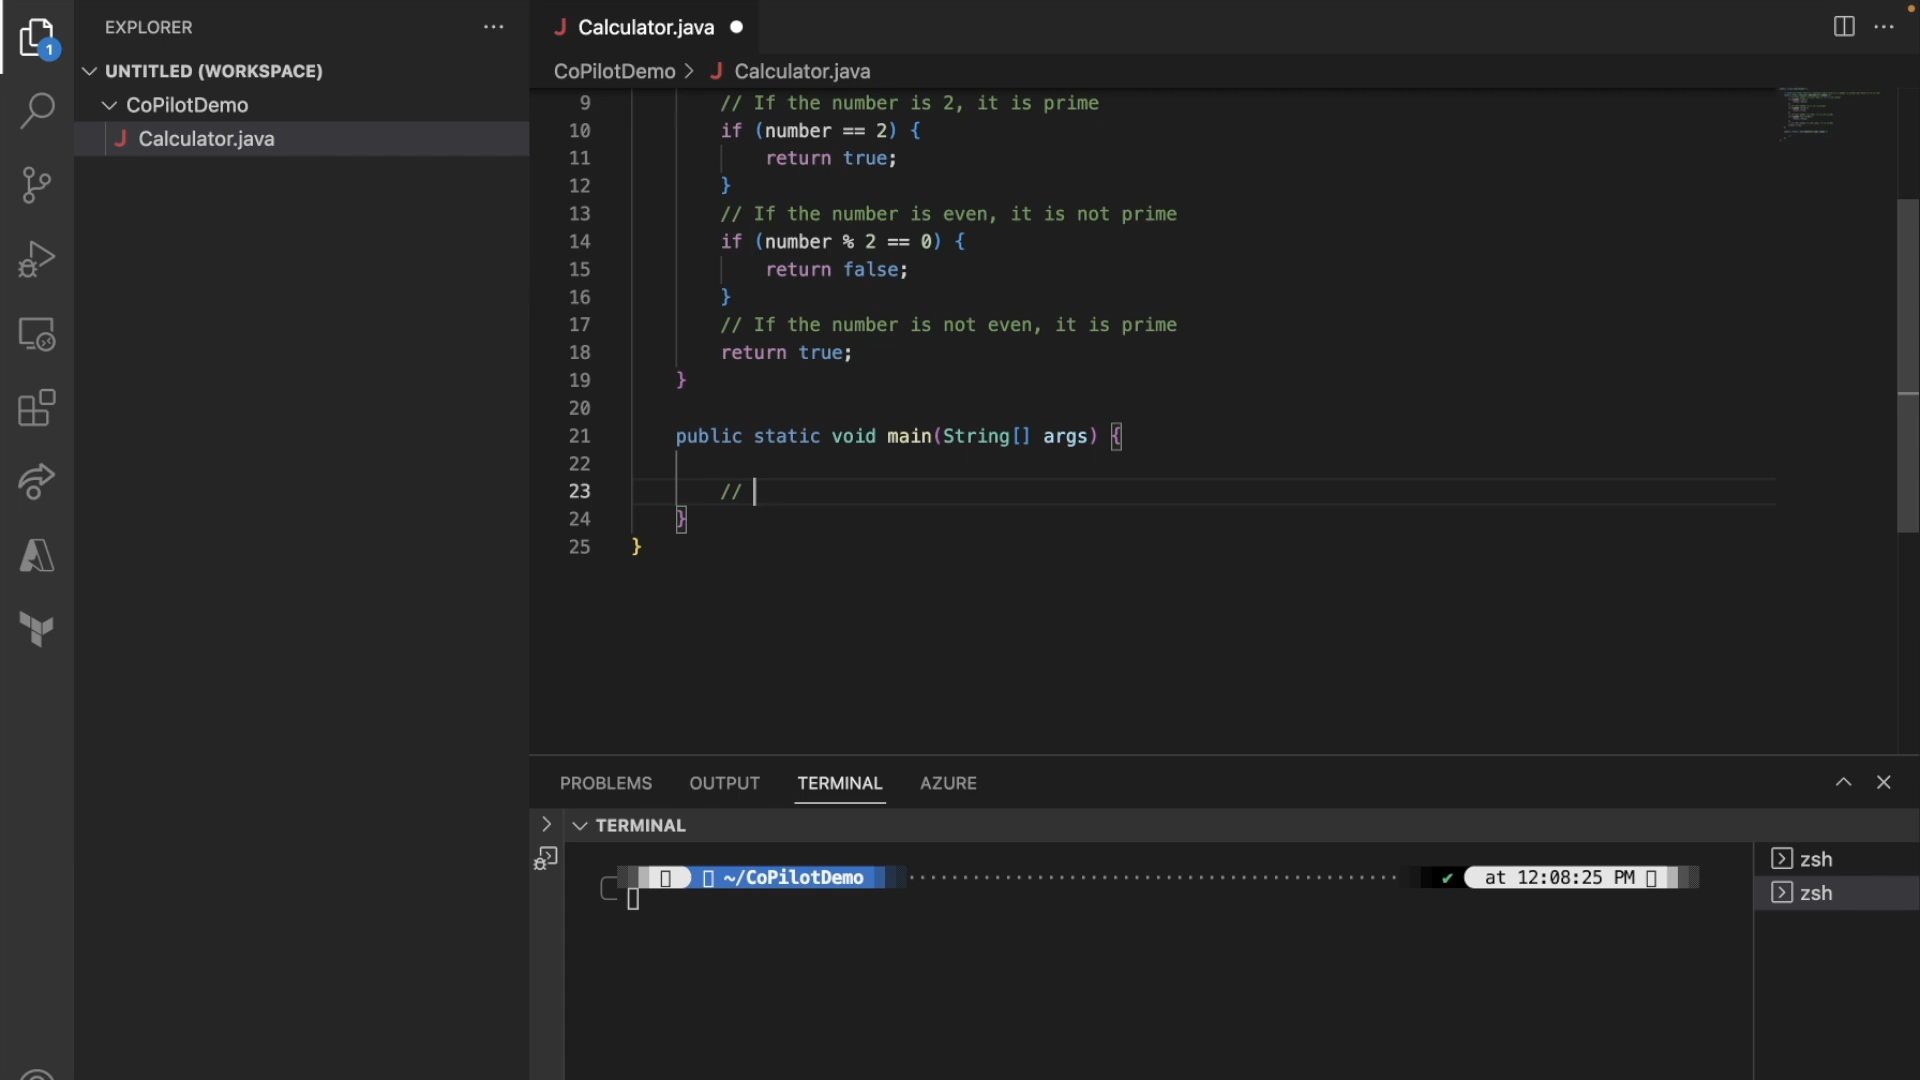 EXPLORER
1
UNTITLED (WORKSPACE)
CoPilotDemo
J Calculator.java
J Calculator.java
CoPilotDemo > J Calculator.java
9 // If the number is 2, it is prime
10 if (number == 2) {
11 return true;
12 }
13 // If the number is even, it is not prime
14 if (number % 2 == 0) {
15 return false;
16 }
17 // If the number is not even, it is prime
18 return true;
19 }
20
21 public static void main(String[] args) {
22
23 //
24 }
25 }
PROBLEMS OUTPUT TERMINAL AZURE
TERMINAL
~/CoPilotDemo ✔ at 12:08:25 PM
zsh
zsh